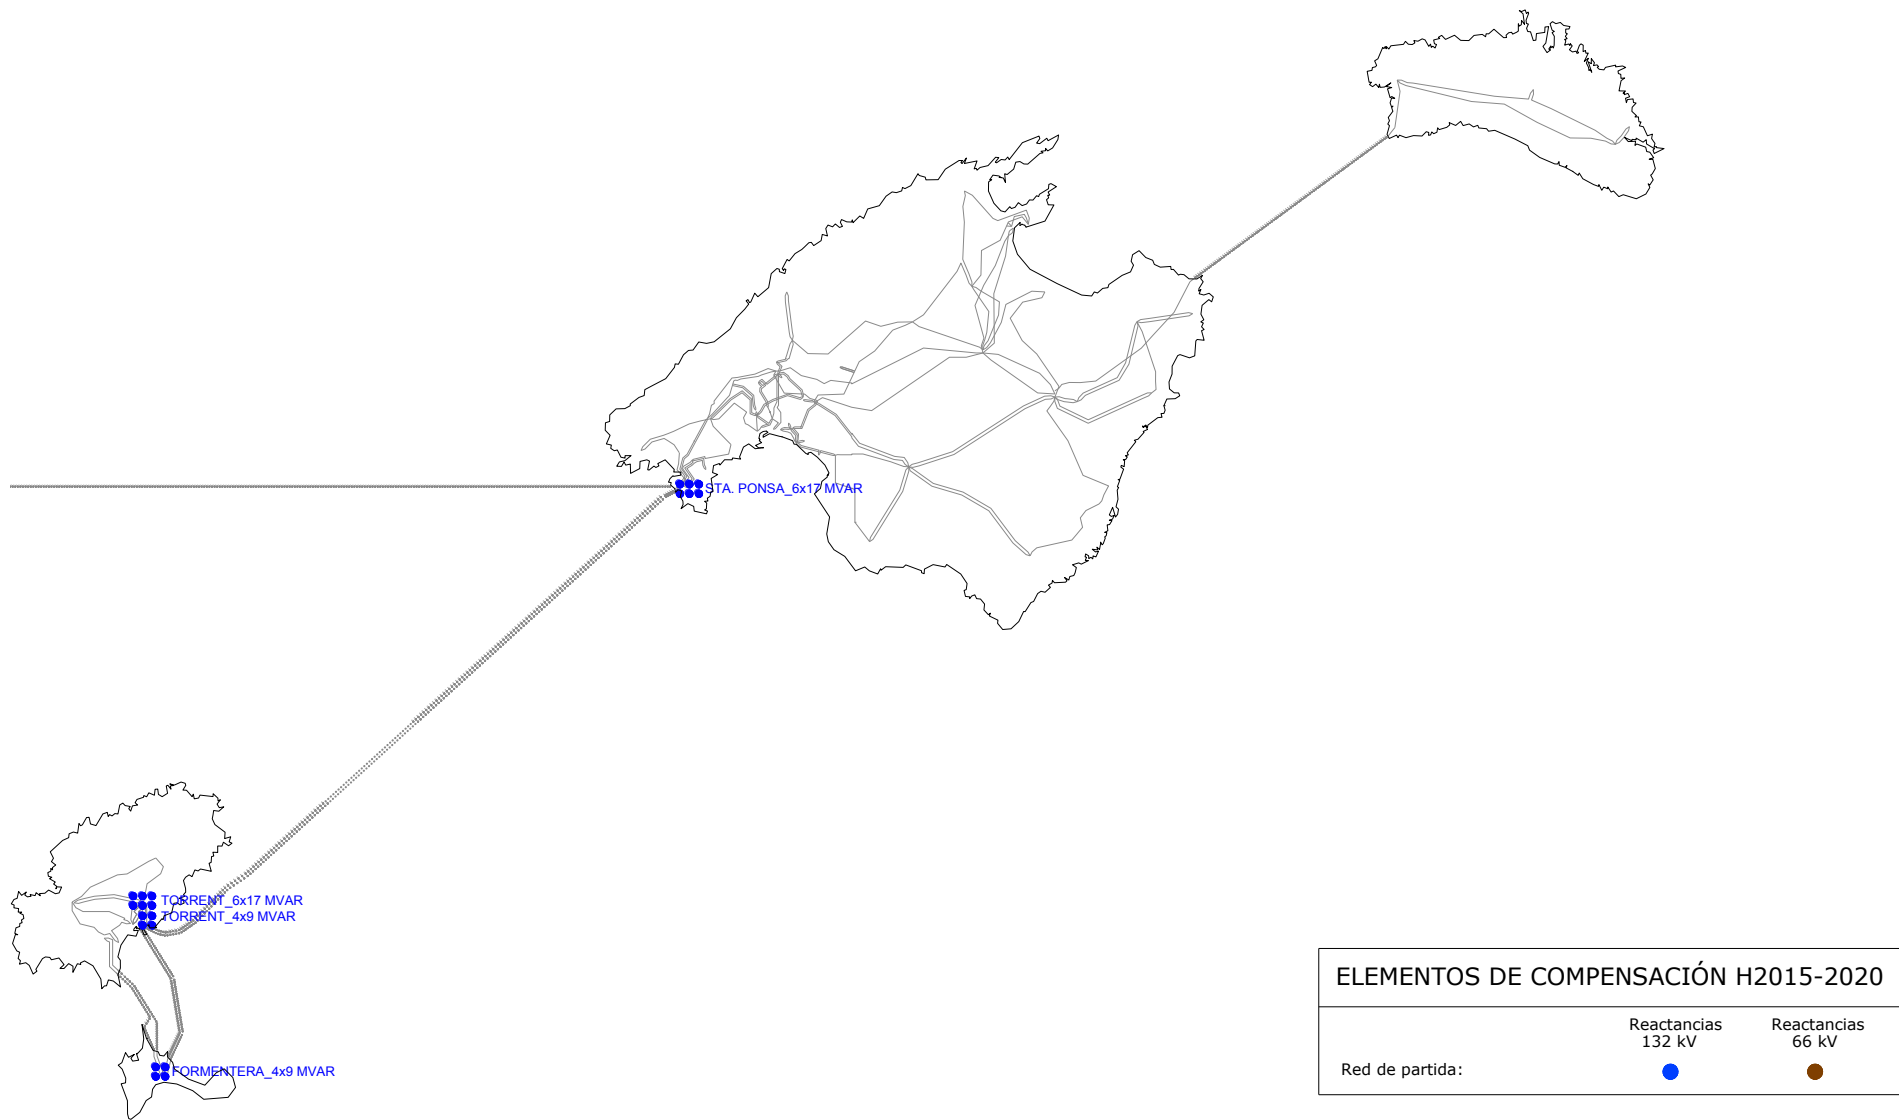 STA. PONSA_6x17 MVAR
TORRENT_6x17 MVAR
TORRENT_4x9 MVAR
FORMENTERA_4x9 MVAR
ELEMENTOS DE COMPENSACIÓN H2015-2020
Reactancias 132 kV
Reactancias 66 kV
Red de partida: